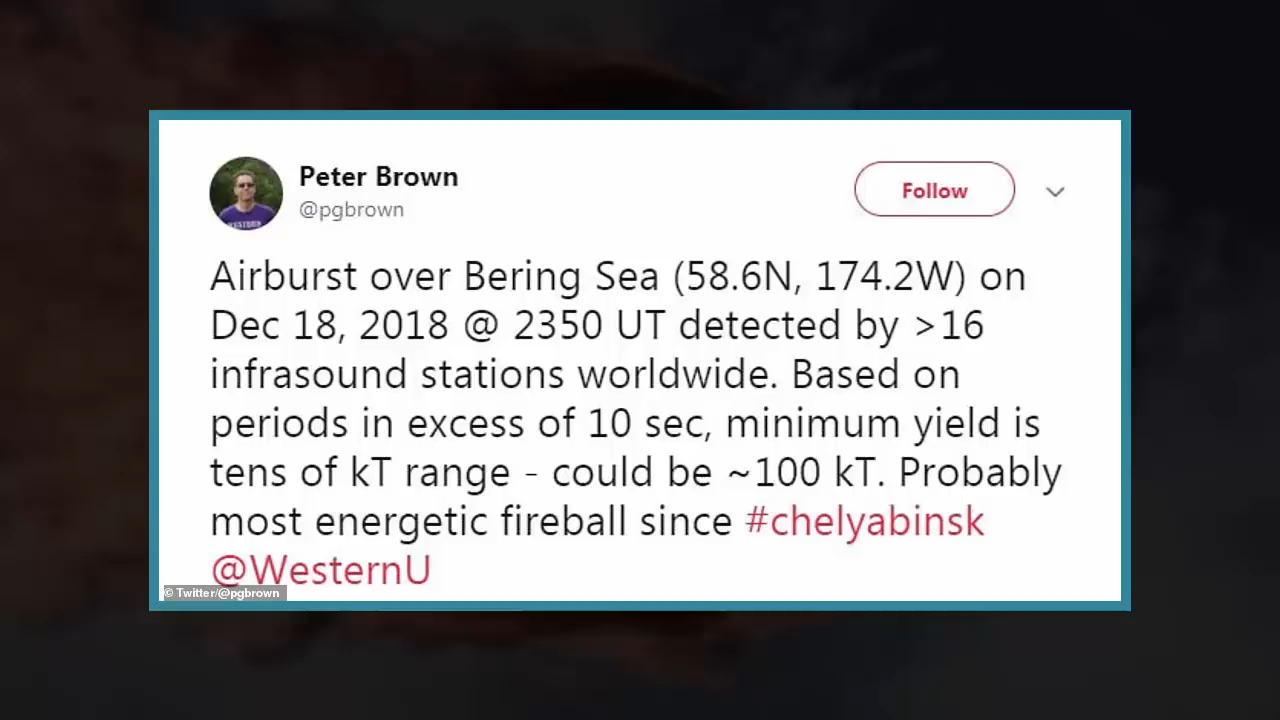 Peter Brown
@pgbrown
Follow
Airburst over Bering Sea (58.6N, 174.2W) on
Dec 18, 2018 @ 2350 UT detected by >16
infrasound stations worldwide. Based on
periods in excess of 10 sec, minimum yield is
tens of kT range - could be ~100 kT. Probably
most energetic fireball since #chelyabinsk
@WesternU
© Twitter/@pgbrown